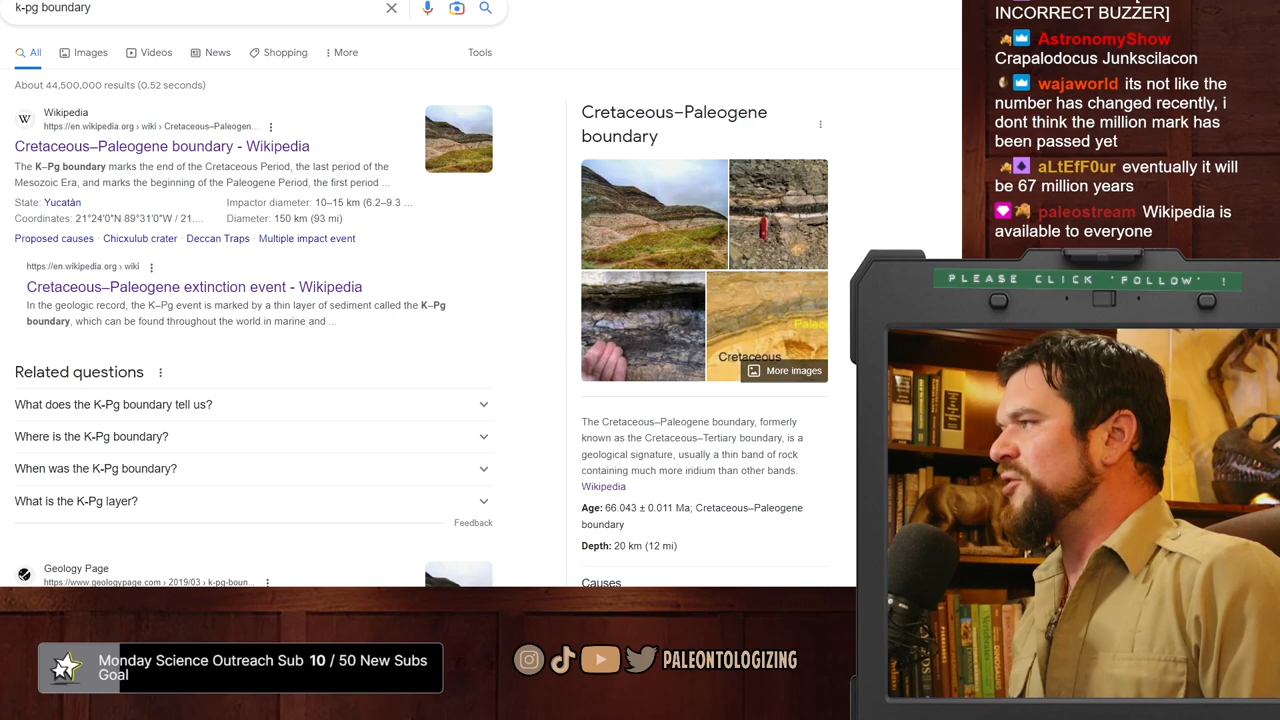 k-pg boundary
All
Images
Videos
News
Shopping
More
Tools
About 44,500,000 results (0.52 seconds)
W
Wikipedia
https://en.wikipedia.org › wiki › Cretaceous–Paleogen...
Cretaceous–Paleogene boundary - Wikipedia
The K–Pg boundary marks the end of the Cretaceous Period, the last period of the
Mesozoic Era, and marks the beginning of the Paleogene Period, the first period ...
State: Yucatán
Impactor diameter: 10–15 km (6.2–9.3 ...
Coordinates: 21°24′0″N 89°31′0″W / 21....
Diameter: 150 km (93 mi)
Proposed causes · Chicxulub crater · Deccan Traps · Multiple impact event
https://en.wikipedia.org › wiki
Cretaceous–Paleogene extinction event - Wikipedia
In the geologic record, the K–Pg event is marked by a thin layer of sediment called the K–Pg
boundary, which can be found throughout the world in marine and ...
Related questions
What does the K-Pg boundary tell us?
Where is the K-Pg boundary?
When was the K-Pg boundary?
What is the K-Pg layer?
Feedback
Geology Page
https://www.geologypage.com › 2019/03 › k-pg-boun...
Cretaceous–Paleogene
boundary
Paleo
Cretaceous
More images
The Cretaceous–Paleogene boundary, formerly
known as the Cretaceous–Tertiary boundary, is a
geological signature, usually a thin band of rock
containing much more iridium than other bands.
Wikipedia
Age: 66.043 ± 0.011 Ma; Cretaceous–Paleogene
boundary
Depth: 20 km (12 mi)
Causes
INCORRECT BUZZER]
AstronomyShow
Crapalodocus Junkscilacon
wajaworld its not like the
number has changed recently, i
dont think the million mark has
been passed yet
aLtEfF0ur eventually it will
be 67 million years
paleostream Wikipedia is
available to everyone
PLEASE CLICK 'FOLLOW' !
Monday Science Outreach Sub 10 / 50 New Subs
Goal
PALEONTOLOGIZING